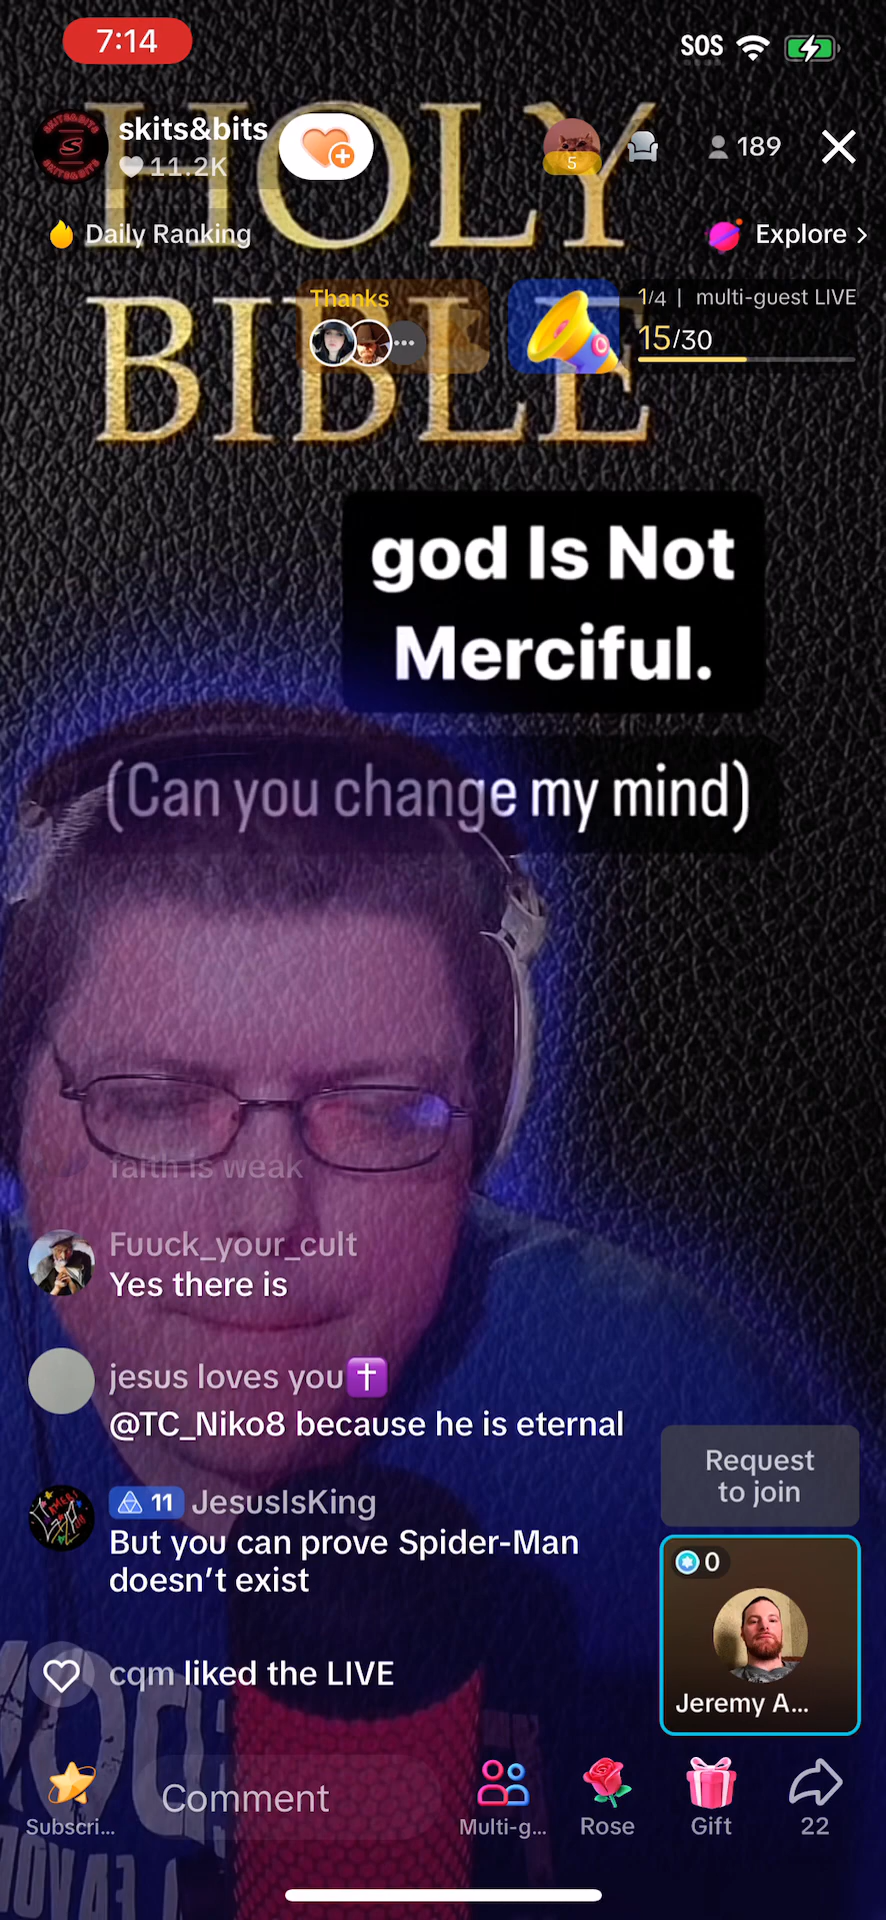 7:14
SOS
skits&bits
11.2K
5
189
HOLY
Daily Ranking
Explore >
BIBLE
Thanks
1/4 | multi-guest LIVE
15/30
god Is Not
Merciful.
(Can you change my mind)
faith is weak
Fuuck_your_cult
Yes there is
jesus loves you✝️
@TC_Niko8 because he is eternal
11 JesusIsKing
But you can prove Spider-Man
doesn't exist
cqm liked the LIVE
Request
to join
0
Jeremy A...
Comment
Subscri...
Multi-g...
Rose
Gift
22